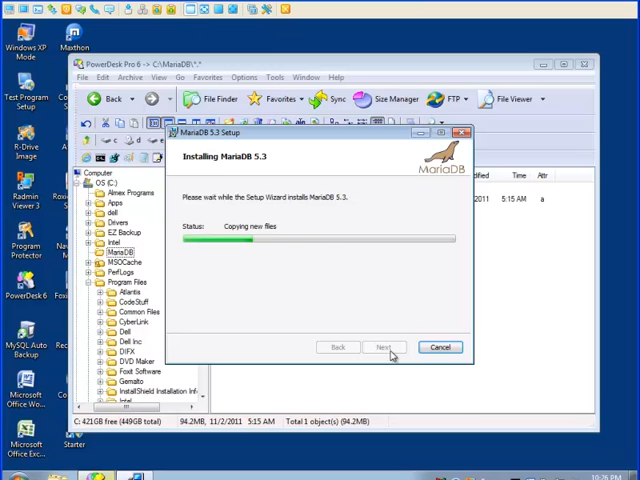 Windows XP
Mode
Maxthon
Test Program
Setup
R-Drive
Image
Radmin
Viewer 3
Program
Protector
PowerDesk 6
MySQL Auto
Backup
Microsoft
Office Wo...
Microsoft
Office Exc...
Starter
PowerDesk Pro 6 -> C:\MariaDB\*.*
File Edit Archive View Go Favorites Options Tools Window Help
Back
File Finder
Favorites
Sync
Size Manager
FTP
File Viewer
Computer
OS (C:)
Almex Programs
Apps
dell
Drivers
EZ Backup
Intel
MariaDB
MSOCache
PerfLogs
Program Files
Atlantis
CodeStuff
Common Files
CyberLink
Dell
Dell Inc
DIFX
DVD Maker
Foxit Software
Gemalto
InstallShield Installation Inf
Time
Attr
2011 5:15 AM a
MariaDB 5.3 Setup
Installing MariaDB 5.3
MariaDB
Please wait while the Setup Wizard installs MariaDB 5.3.
Status: Copying new files
Back Next Cancel
C: 421GB free (449GB total) 94.2MB, 11/2/2011 5:15 AM Total 1 object(s) (94.2MB)
10:26 PM